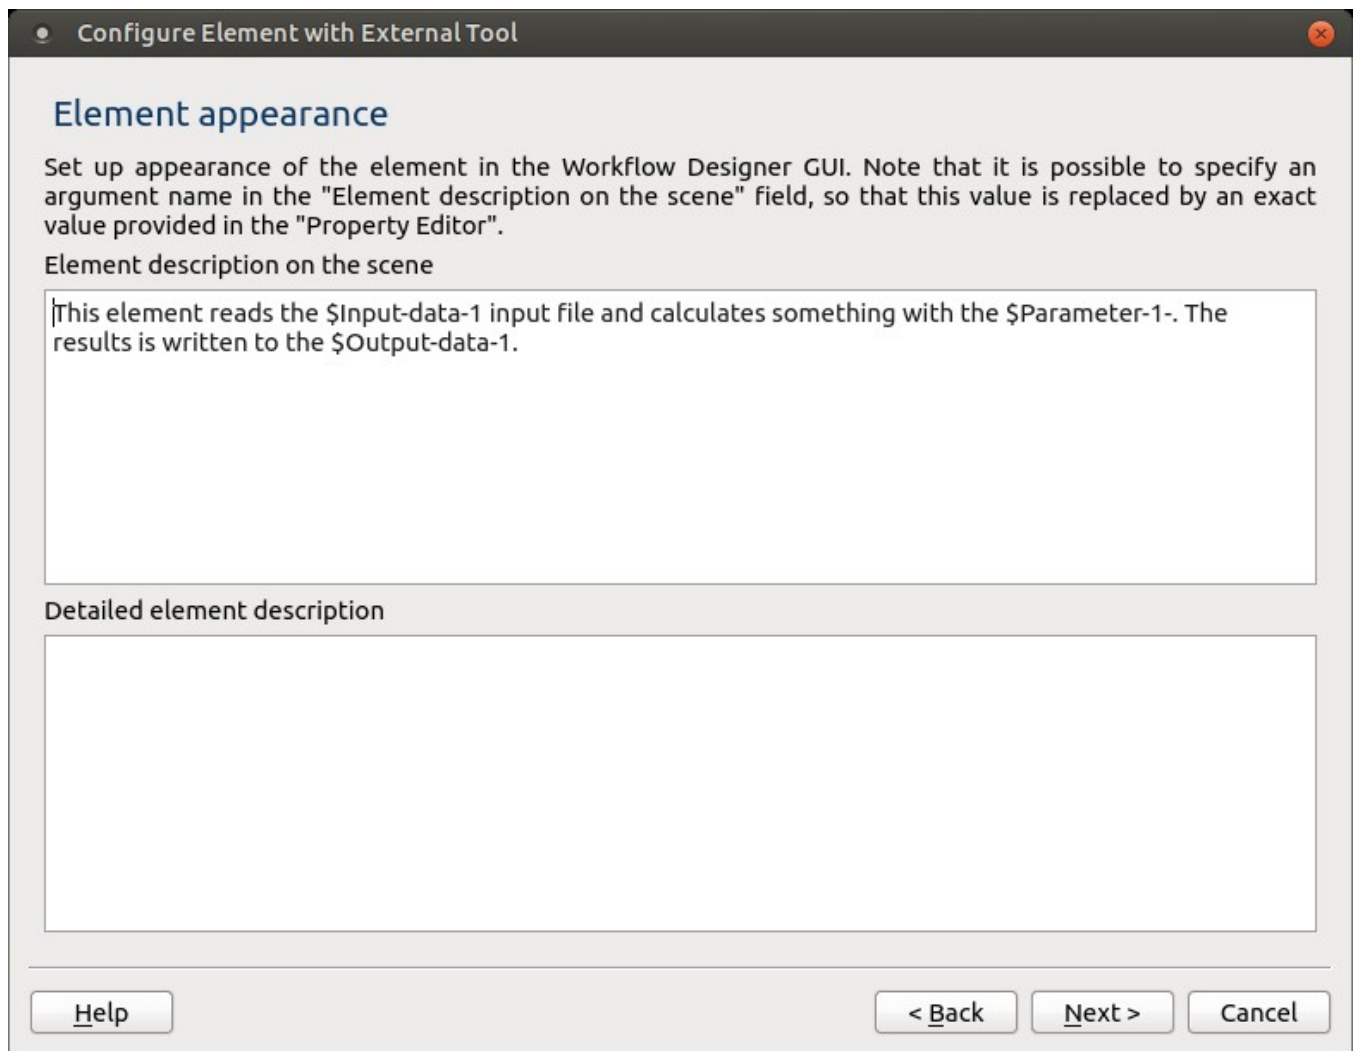 Configure Element with External Tool
Element appearance
Set up appearance of the element in the Workflow Designer GUI. Note that it is possible to specify an
argument name in the "Element description on the scene" field, so that this value is replaced by an exact
value provided in the "Property Editor".
Element description on the scene
This element reads the $Input-data-1 input file and calculates something with the $Parameter-1-. The
results is written to the $Output-data-1.
Detailed element description
Help
< Back
Next >
Cancel